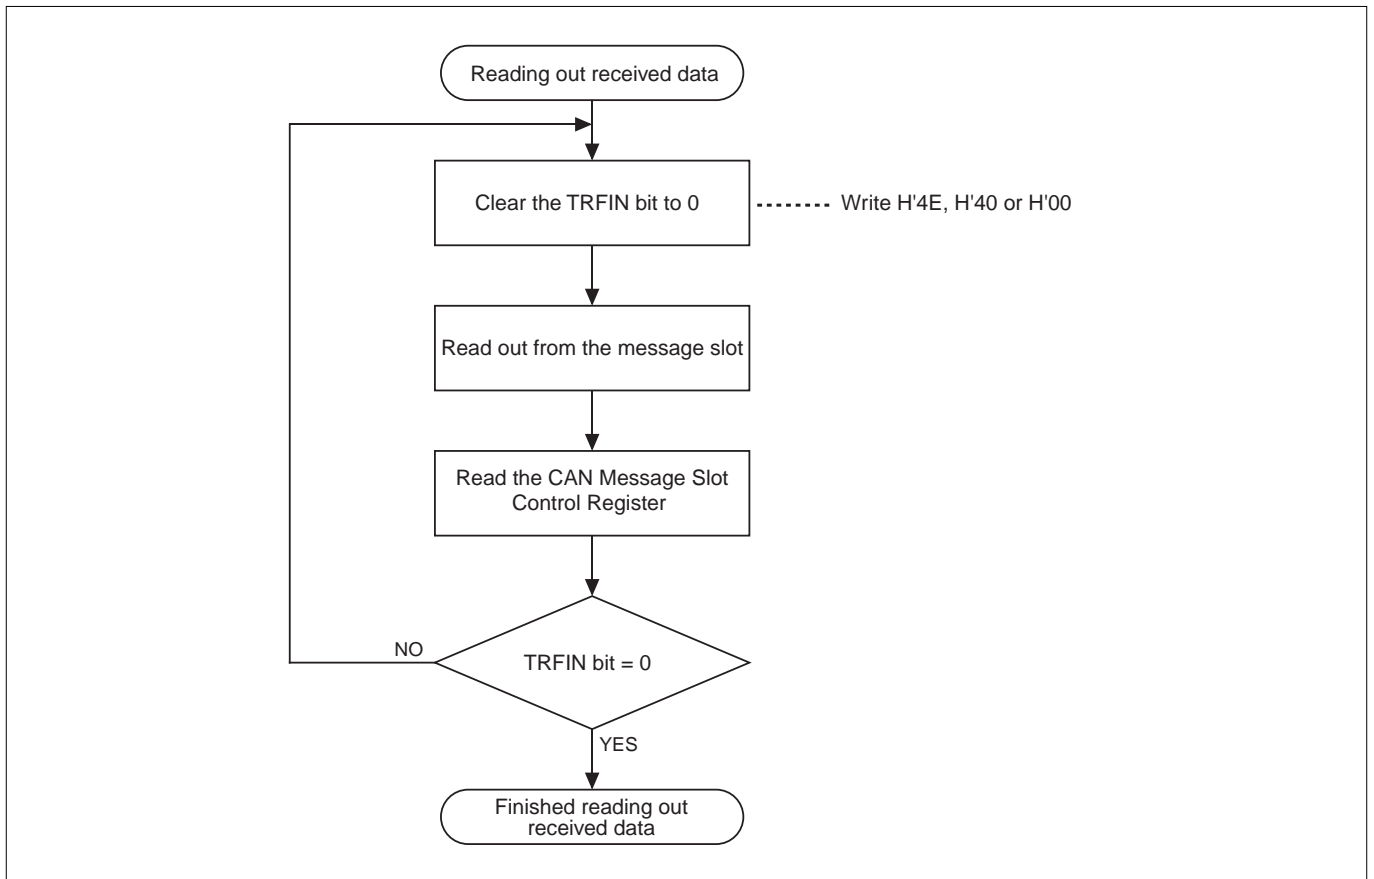 Reading out received data
Clear the TRFIN bit to 0
Write H'4E, H'40 or H'00
Read out from the message slot
Read the CAN Message Slot
Control Register
NO
TRFIN bit = 0
YES
Finished reading out
received data